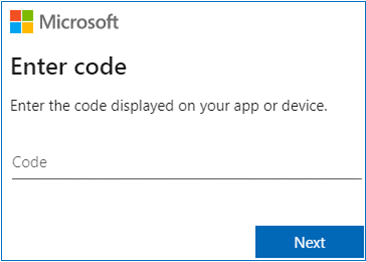 Microsoft
Enter code
Enter the code displayed on your app or device.
Code
Next